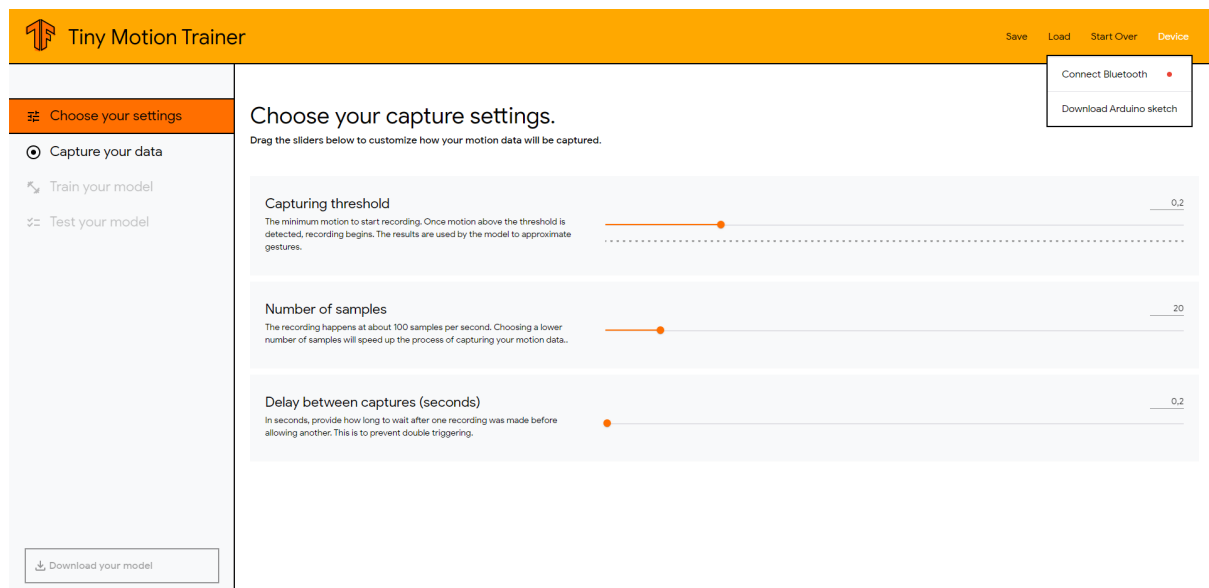 Tiny Motion Trainer
Save Load Start Over Device
Connect Bluetooth
Download Arduino sketch
Choose your settings
Capture your data
Train your model
Test your model
Download your model
Choose your capture settings.
Drag the sliders below to customize how your motion data will be captured.
Capturing threshold
0,2
The minimum motion to start recording. Once motion above the threshold is
detected, recording begins. The results are used by the model to approximate
gestures.
Number of samples
20
The recording happens at about 100 samples per second. Choosing a lower
number of samples will speed up the process of capturing your motion data..
Delay between captures (seconds)
0,2
In seconds, provide how long to wait after one recording was made before
allowing another. This is to prevent double triggering.